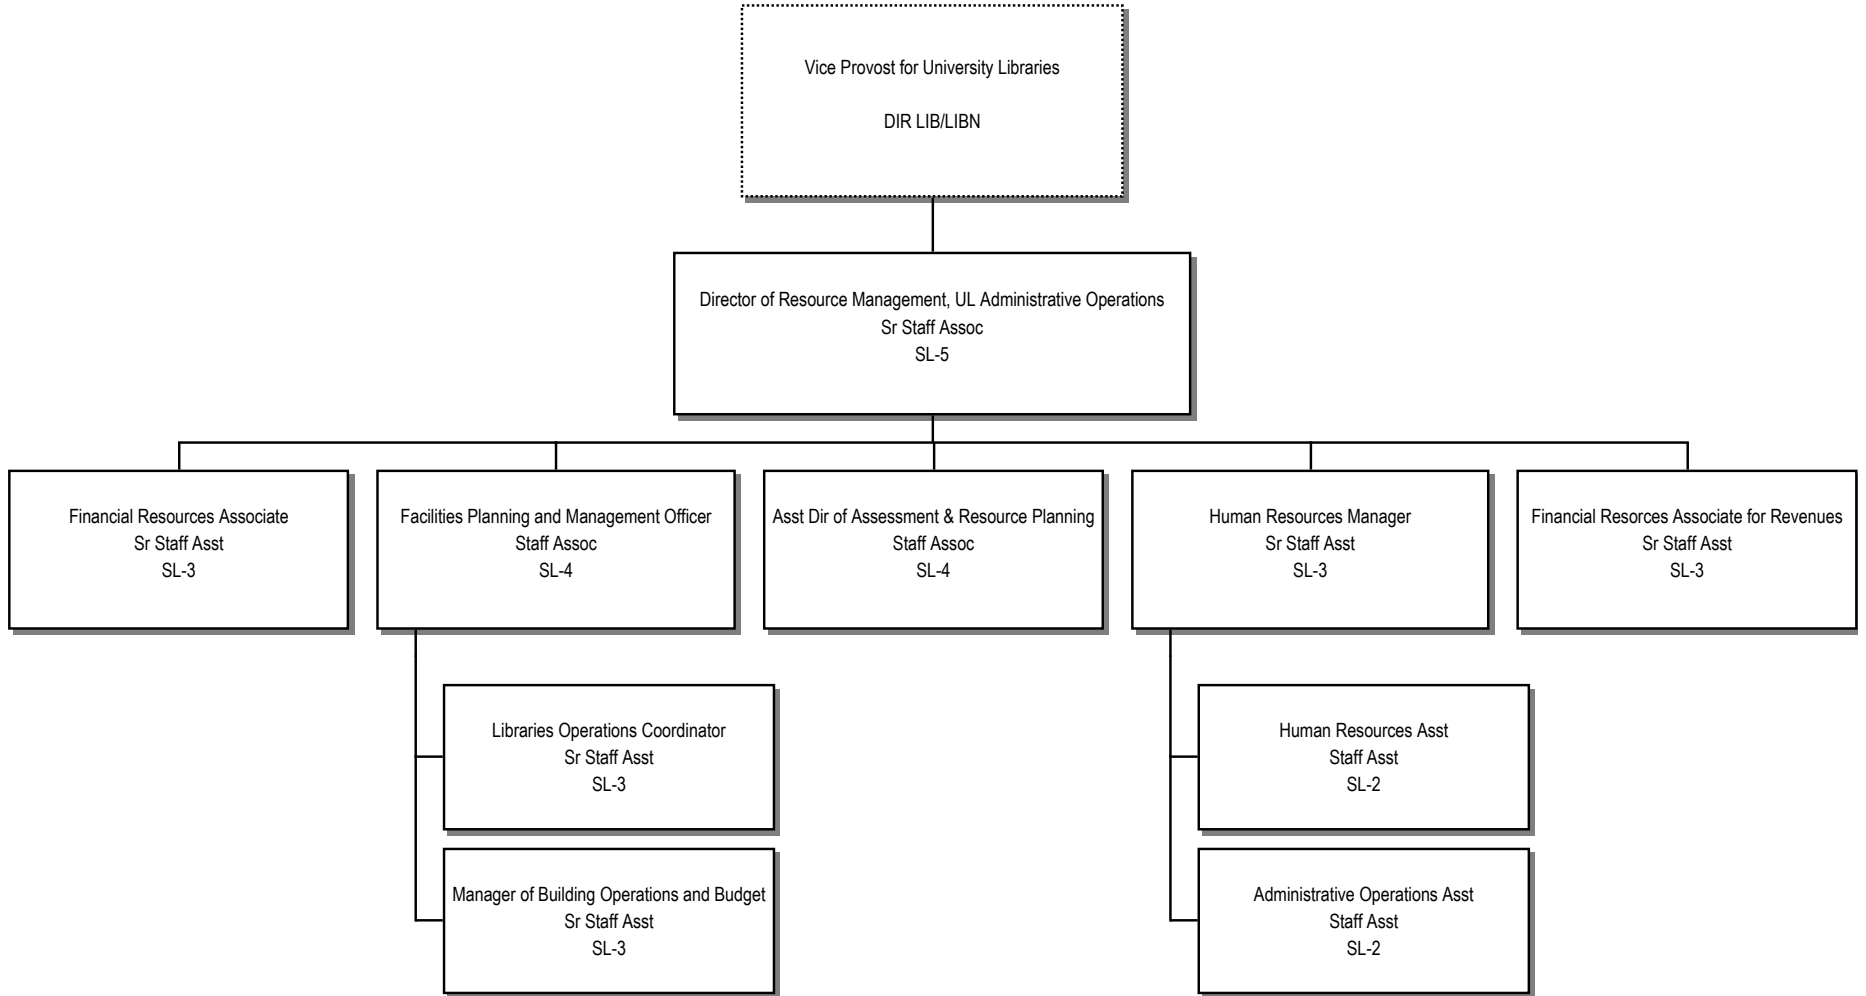 Vice Provost for University Libraries
DIR LIB/LIBN
Director of Resource Management, UL Administrative Operations
Sr Staff Assoc
SL-5
Financial Resources Associate
Sr Staff Asst
SL-3
Facilities Planning and Management Officer
Staff Assoc
SL-4
Asst Dir of Assessment & Resource Planning
Staff Assoc
SL-4
Human Resources Manager
Sr Staff Asst
SL-3
Financial Resorces Associate for Revenues
Sr Staff Asst
SL-3
Libraries Operations Coordinator
Sr Staff Asst
SL-3
Manager of Building Operations and Budget
Sr Staff Asst
SL-3
Human Resources Asst
Staff Asst
SL-2
Administrative Operations Asst
Staff Asst
SL-2